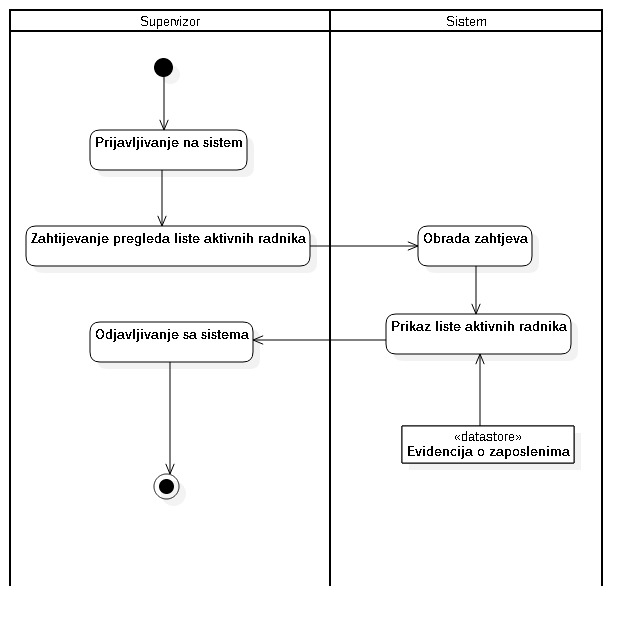 Supervizor
Sistem
Prijavljivanje na sistem
Zahtijevanje pregleda liste aktivnih radnika
Obrada zahtjeva
Prikaz liste aktivnih radnika
Odjavljivanje sa sistema
«datastore»
Evidencija o zaposlenima